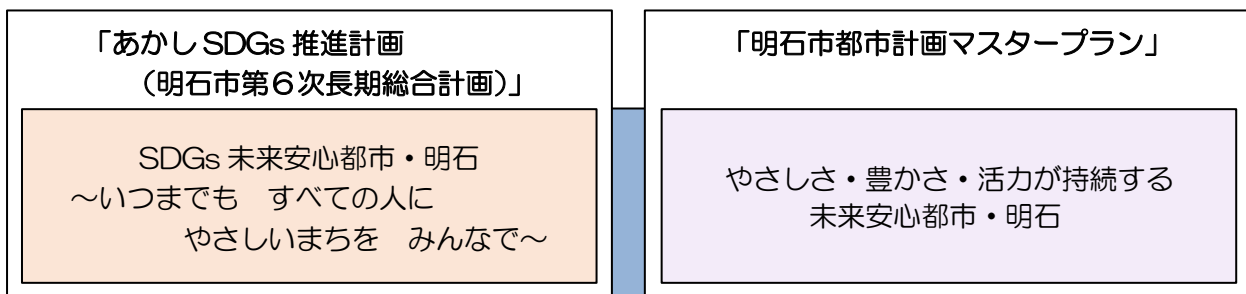 「あかしSDGs推進計画
（明石市第６次長期総合計画）」
SDGs未来安心都市・明石
～いつまでも　すべての人に
やさしいまちを　みんなで～
「明石市都市計画マスタープラン」
やさしさ・豊かさ・活力が持続する
未来安心都市・明石